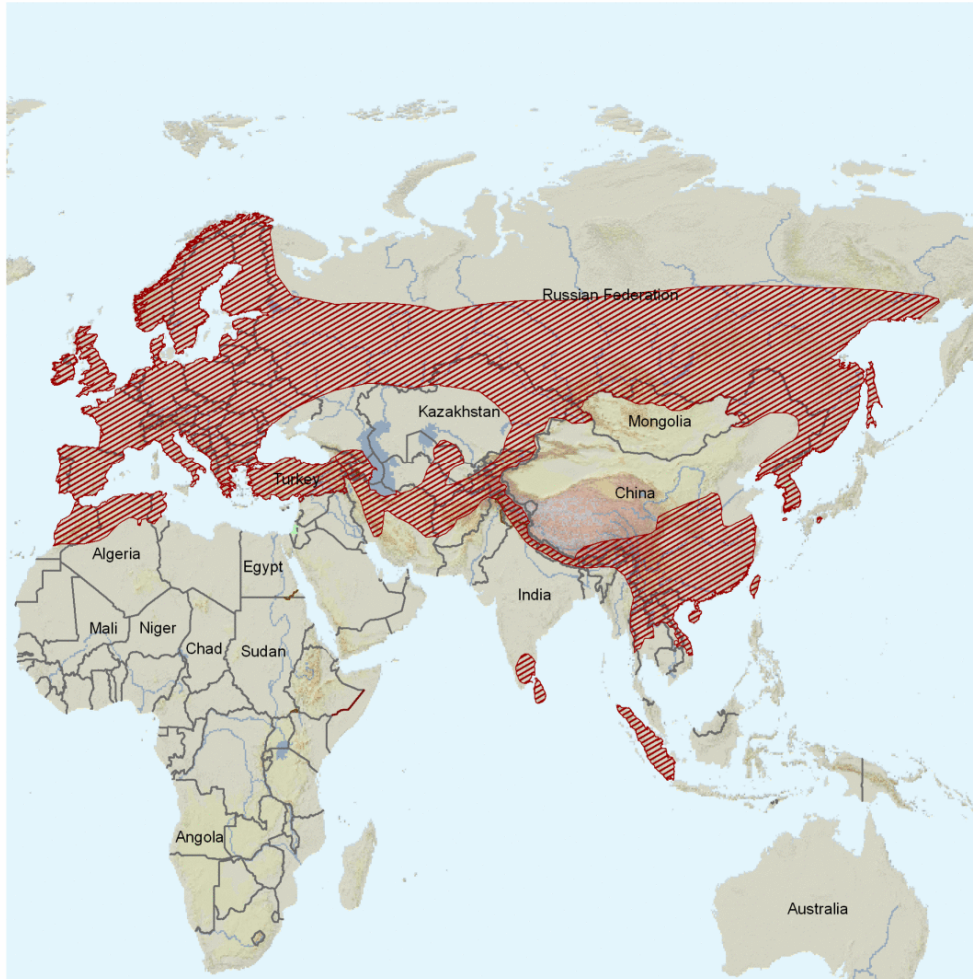 Russian Federation
Kazakhstan
Mongolia
Turkey
China
Algeria
Egypt
India
Mali
Niger
Chad
Sudan
Angola
Australia